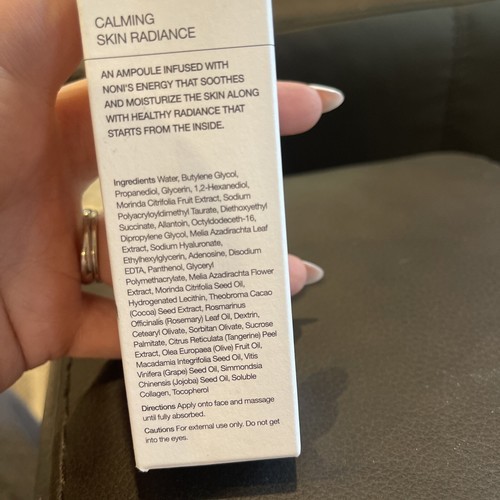 CALMING
SKIN RADIANCE
AN AMPOULE INFUSED WITH
NONI'S ENERGY THAT SOOTHES
AND MOISTURIZE THE SKIN ALONG
WITH HEALTHY RADIANCE THAT
STARTS FROM THE INSIDE.
Ingredients Water, Butylene Glycol,
Propanediol, Glycerin, 1,2-Hexanediol,
Morinda Citrifolia Fruit Extract, Sodium
Polyacryloyldimethyl Taurate, Diethoxyethyl
Succinate, Allantoin, Octyldodeceth-16,
Dipropylene Glycol, Melia Azadirachta Leaf
Extract, Sodium Hyaluronate,
Ethylhexylglycerin, Adenosine, Disodium
EDTA, Panthenol, Glyceryl
Polymethacrylate, Melia Azadirachta Flower
Extract, Morinda Citrifolia Seed Oil,
Hydrogenated Lecithin, Theobroma Cacao
(Cocoa) Seed Extract, Rosmarinus
Officinalis (Rosemary) Leaf Oil, Dextrin,
Cetearyl Olivate, Sorbitan Olivate, Sucrose
Palmitate, Citrus Reticulata (Tangerine) Peel
Extract, Olea Europaea (Olive) Fruit Oil,
Macadamia Integrifolia Seed Oil, Vitis
Vinifera (Grape) Seed Oil, Simmondsia
Chinensis (Jojoba) Seed Oil, Soluble
Collagen, Tocopherol
Directions Apply onto face and massage
until fully absorbed.
Cautions For external use only. Do not get
into the eyes.